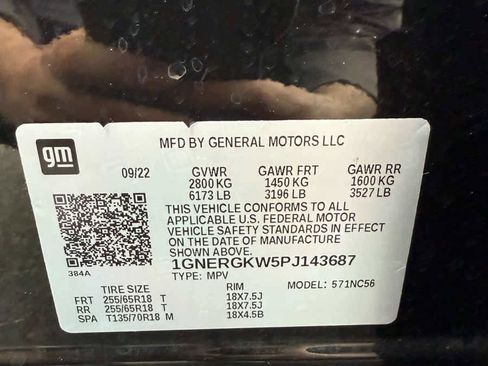 MFD BY GENERAL MOTORS LLC
gm
09/22 GVWR GAWR FRT GAWR RR
2800 KG 1450 KG 1600 KG
6173 LB 3196 LB 3527 LB
THIS VEHICLE CONFORMS TO ALL
APPLICABLE U.S. FEDERAL MOTOR
VEHICLE SAFETY STANDARDS IN EFFECT
ON THE DATE OF MANUFACTURE
SHOWN ABOVE.
1GNERGKW5PJ143687
384A
TYPE: MPV MODEL: 571NC56
TIRE SIZE RIM
FRT 255/65R18 T 18X7.5J
RR 255/65R18 T 18X7.5J
SPA T135/70R18 M 18X4.5B